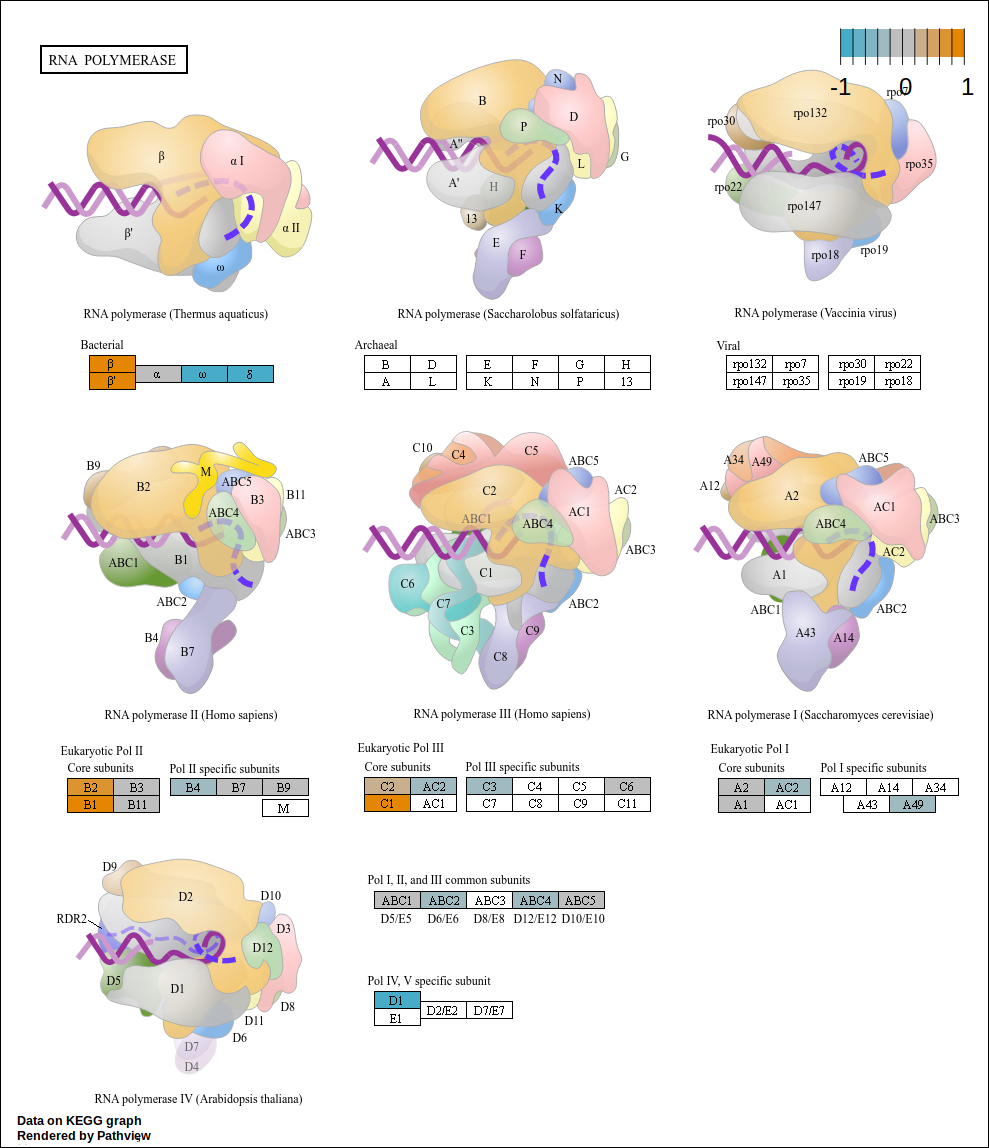 RNA POLYMERASE
-1 0 1
β
α I
α II
β'
ω
RNA polymerase (Thermus aquaticus)
N
B
D
P
A''
G
L
A'
H
K
13
E
F
RNA polymerase (Saccharolobus solfataricus)
rpo7
rpo132
rpo30
rpo35
rpo22
rpo147
rpo18
rpo19
RNA polymerase (Vaccinia virus)
Bacterial
β
β' α ω δ
Archaeal
B D E F G H
A L K N P 13
Viral
rpo132 rpo7 rpo30 rpo22
rpo147 rpo35 rpo19 rpo18
B9
M
B2
ABC5
B3
B11
ABC4
ABC3
ABC1
B1
ABC2
B4
B7
RNA polymerase II (Homo sapiens)
C10
C4
C5
ABC5
C2
AC2
AC1
ABC1
ABC4
ABC3
C1
C6
C7
ABC2
C3
C9
C8
RNA polymerase III (Homo sapiens)
A34
A49
ABC5
A12
A2
AC1
ABC4
ABC3
AC2
A1
ABC1
ABC2
A43
A14
RNA polymerase I (Saccharomyces cerevisiae)
Eukaryotic Pol II
Core subunits Pol II specific subunits
B2 B3 B4 B7 B9
B1 B11 M
Eukaryotic Pol III
Core subunits Pol III specific subunits
C2 AC2 C3 C4 C5 C6
C1 AC1 C7 C8 C9 C11
Eukaryotic Pol I
Core subunits Pol I specific subunits
A2 AC2 A12 A14 A34
A1 AC1 A43 A49
D9
D2
D10
RDR2
D3
D12
D5
D1
D8
D11
D6
D7
D4
RNA polymerase IV (Arabidopsis thaliana)
Pol I, II, and III common subunits
ABC1 ABC2 ABC3 ABC4 ABC5
D5/E5 D6/E6 D8/E8 D12/E12 D10/E10
Pol IV, V specific subunit
D1
E1 D2/E2 D7/E7
Data on KEGG graph
Rendered by Pathview